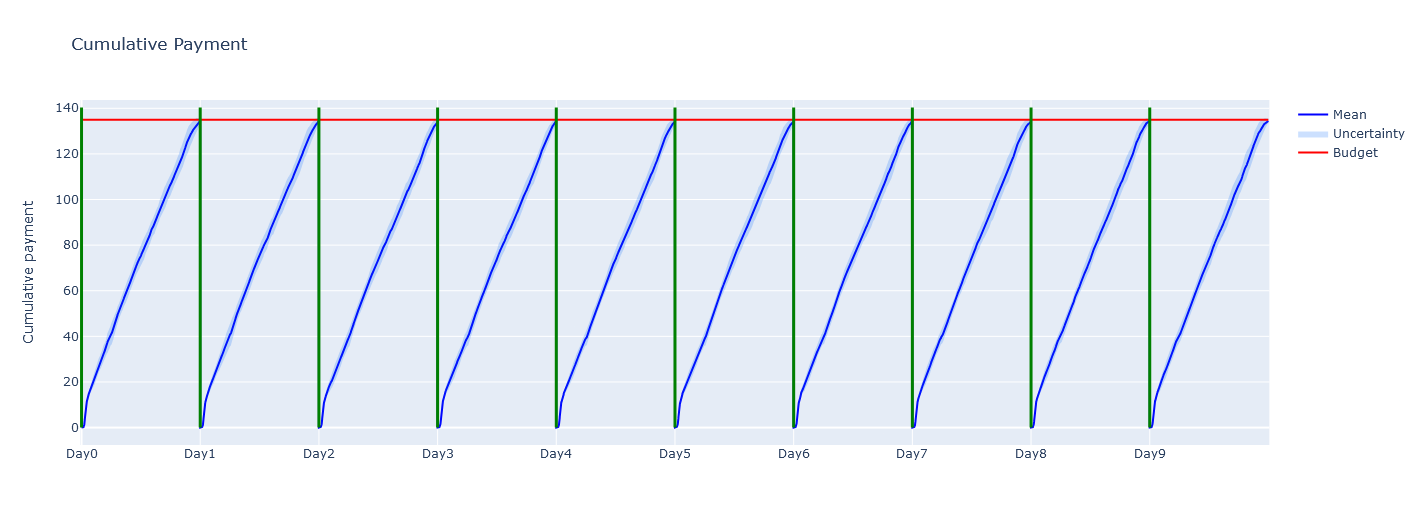 Cumulative Payment
140
120
100
80
60
40
20
0
Cumulative payment
Day0 Day1 Day2 Day3 Day4 Day5 Day6 Day7 Day8 Day9
Mean
Uncertainty
Budget